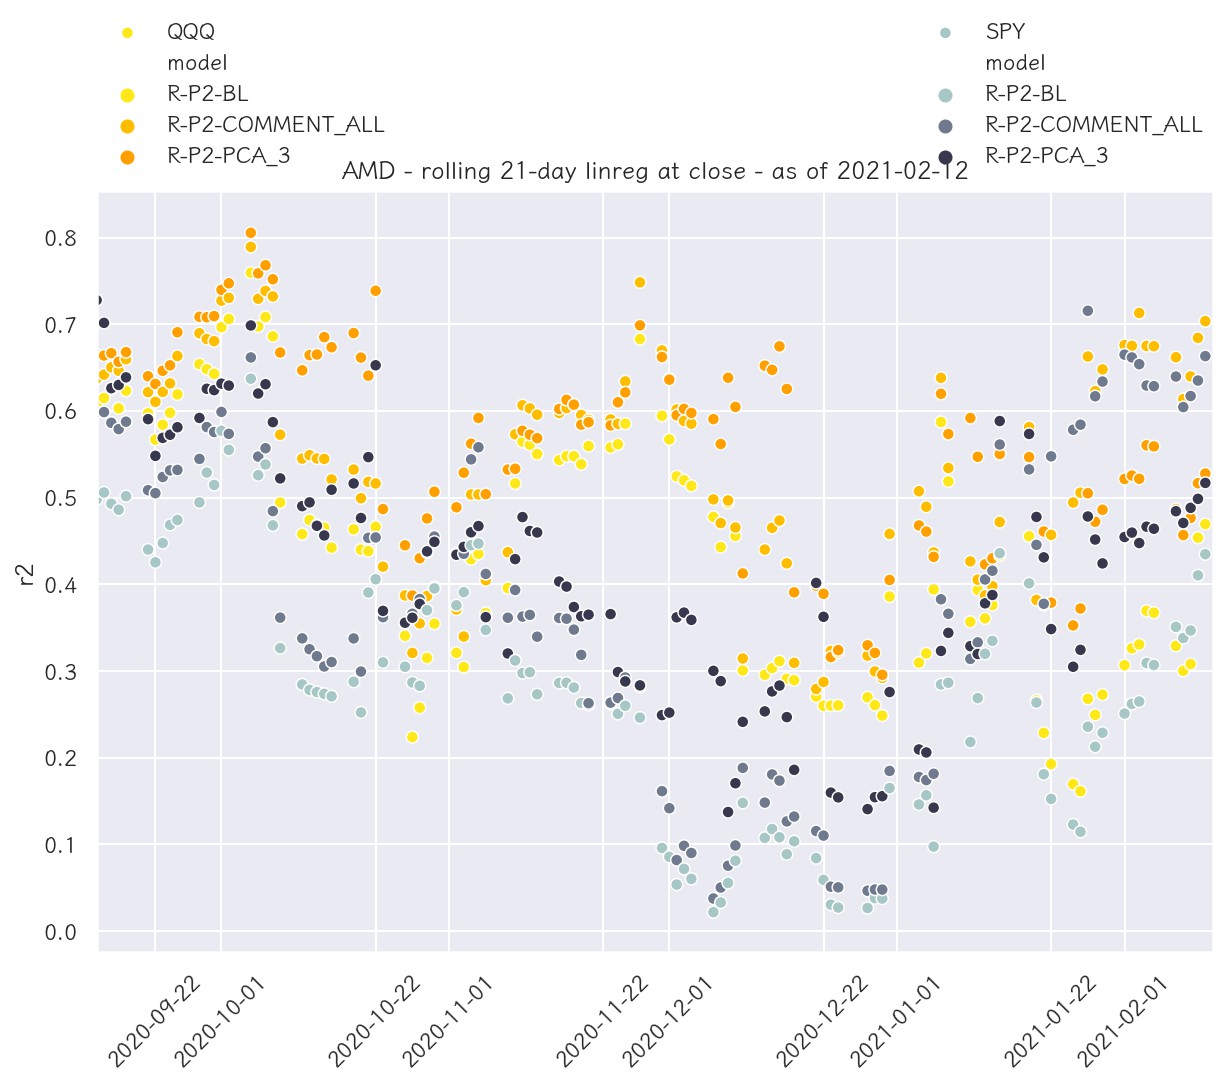 QQQ
model
R-P2-BL
R-P2-COMMENT_ALL
R-P2-PCA_3
SPY
model
R-P2-BL
R-P2-COMMENT_ALL
R-P2-PCA_3
AMD - rolling 21-day linreg at close - as of 2021-02-12
r2
0.8
0.7
0.6
0.5
0.4
0.3
0.2
0.1
0.0
2020-09-22
2020-10-01
2020-10-22
2020-11-01
2020-11-22
2020-12-01
2020-12-22
2021-01-01
2021-01-22
2021-02-01